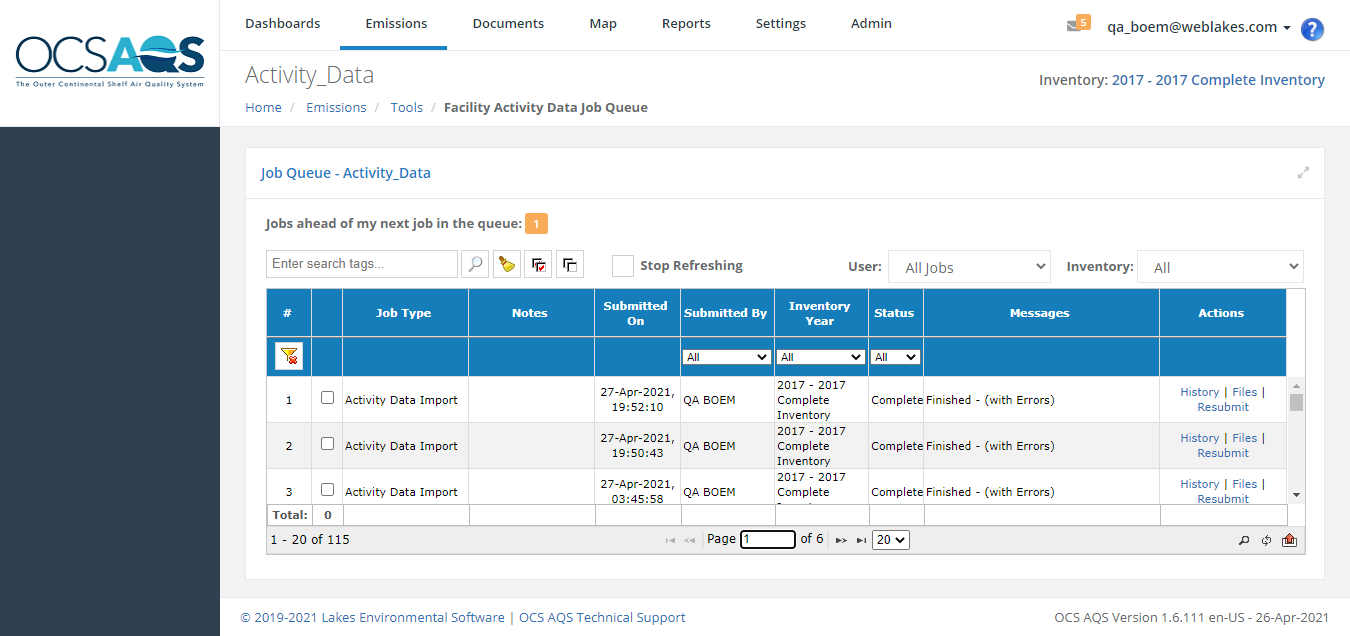 OCSAQS
The Outer Continental Shelf Air Quality System
Dashboards Emissions Documents Map Reports Settings Admin
5 qa_boem@weblakes.com ?
Activity_Data
Inventory: 2017 - 2017 Complete Inventory
Home / Emissions / Tools / Facility Activity Data Job Queue
Job Queue - Activity_Data
Jobs ahead of my next job in the queue: 1
Enter search tags... Stop Refreshing User: All Jobs Inventory: All
# Job Type Notes Submitted On Submitted By Inventory Year Status Messages Actions
All All All
1 Activity Data Import 27-Apr-2021, 19:52:10 QA BOEM 2017 - 2017 Complete Inventory Complete Finished - (with Errors) History | Files | Resubmit
2 Activity Data Import 27-Apr-2021, 19:50:43 QA BOEM 2017 - 2017 Complete Inventory Complete Finished - (with Errors) History | Files | Resubmit
3 Activity Data Import 27-Apr-2021, 03:45:58 QA BOEM 2017 - 2017 Complete Complete Finished - (with Errors) History | Files | Resubmit
Total: 0
1 - 20 of 115 Page 1 of 6 20
© 2019-2021 Lakes Environmental Software | OCS AQS Technical Support
OCS AQS Version 1.6.111 en-US - 26-Apr-2021